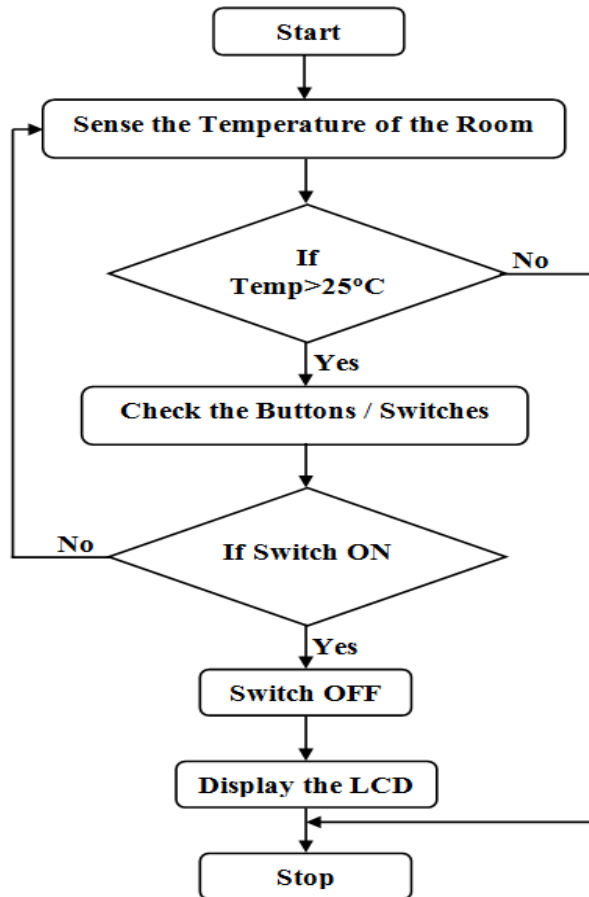 Start
Sense the Temperature of the Room
If
Temp>25°C
No
Yes
Check the Buttons / Switches
If Switch ON
No
Yes
Switch OFF
Display the LCD
Stop